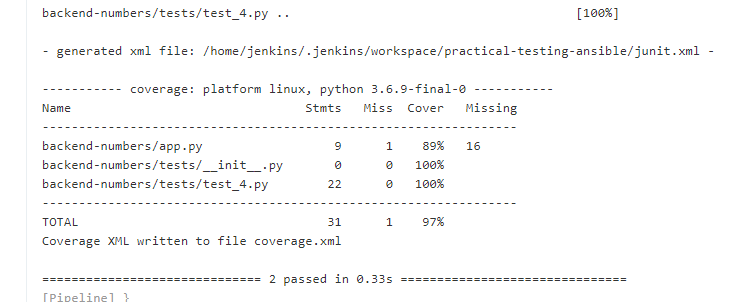 backend-numbers/tests/test_4.py .. [100%]
- generated xml file: /home/jenkins/.jenkins/workspace/practical-testing-ansible/junit.xml -
----------- coverage: platform linux, python 3.6.9-final-0 -----------
Name Stmts Miss Cover Missing
---------------------------------------------------------------
backend-numbers/app.py 9 1 89% 16
backend-numbers/tests/__init__.py 0 0 100%
backend-numbers/tests/test_4.py 22 0 100%
---------------------------------------------------------------
TOTAL 31 1 97%
Coverage XML written to file coverage.xml
============================= 2 passed in 0.33s ==============================
[Pipeline] }